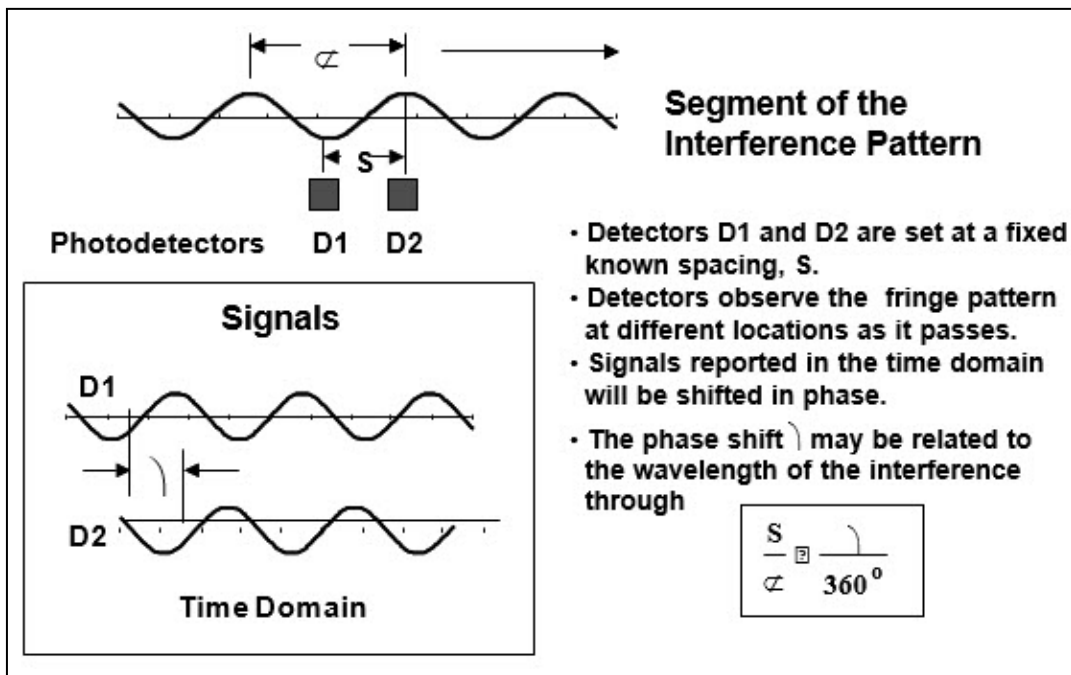 ⊄
Segment of the
Interference Pattern
S
Photodetectors D1 D2
Signals
D1
D2
Time Domain
· Detectors D1 and D2 are set at a fixed
known spacing, S.
· Detectors observe the fringe pattern
at different locations as it passes.
· Signals reported in the time domain
will be shifted in phase.
· The phase shift ⎞ may be related to
the wavelength of the interference
through
S ⎞
⍰
⊄ 360°